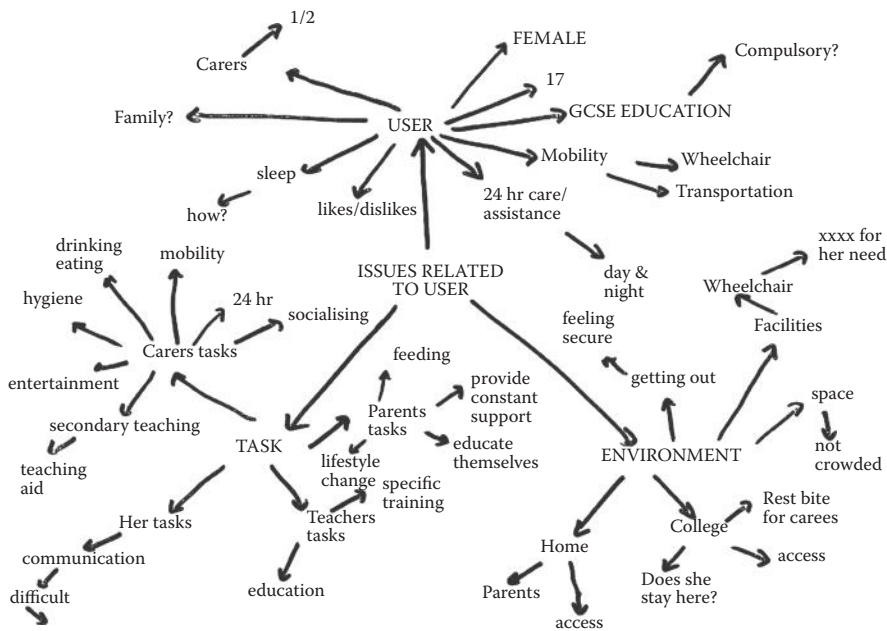 1/2
FEMALE
Carers
Compulsory?
17
GCSE EDUCATION
Family?
USER
Mobility
Wheelchair
sleep
24 hr care/
assistance
Transportation
likes/dislikes
how?
drinking
eating
mobility
xxxx for
her need
ISSUES RELATED
TO USER
day &
night
Wheelchair
hygiene
24 hr
socialising
feeling
secure
Facilities
Carers tasks
feeding
entertainment
provide
constant
support
getting out
space
secondary teaching
Parents
tasks
not
crowded
TASK
educate
themselves
ENVIRONMENT
teaching
aid
lifestyle
change
specific
training
Her tasks
Teachers
tasks
Rest bite
for carees
College
communication
Home
access
education
Parents
Does she
stay here?
difficult
access